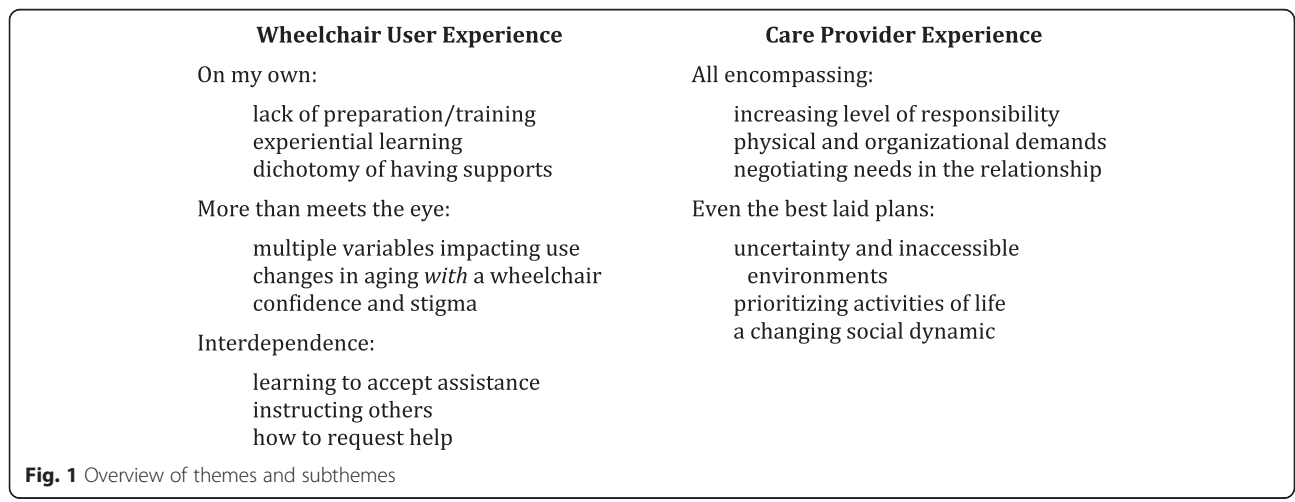 Wheelchair User Experience
On my own:
lack of preparation/training
experiential learning
dichotomy of having supports
More than meets the eye:
multiple variables impacting use
changes in aging with a wheelchair
confidence and stigma
Interdependence:
learning to accept assistance
instructing others
how to request help
Care Provider Experience
All encompassing:
increasing level of responsibility
physical and organizational demands
negotiating needs in the relationship
Even the best laid plans:
uncertainty and inaccessible
environments
prioritizing activities of life
a changing social dynamic
Fig. 1 Overview of themes and subthemes